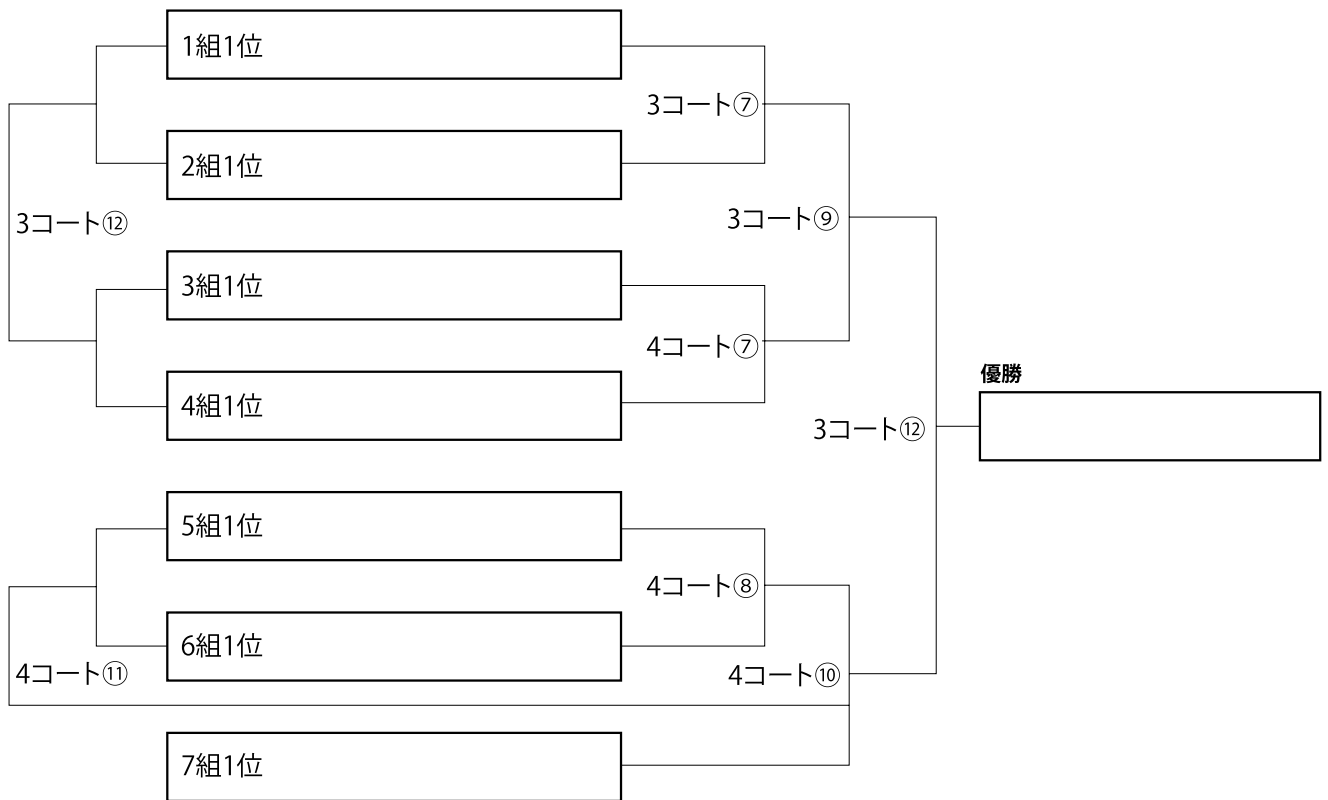 1組1位
3コート⑦
2組1位
3コート⑫
3コート⑨
3組1位
4コート⑦
4組1位
優勝
3コート⑫
5組1位
4コート⑧
6組1位
4コート⑪
4コート⑩
7組1位